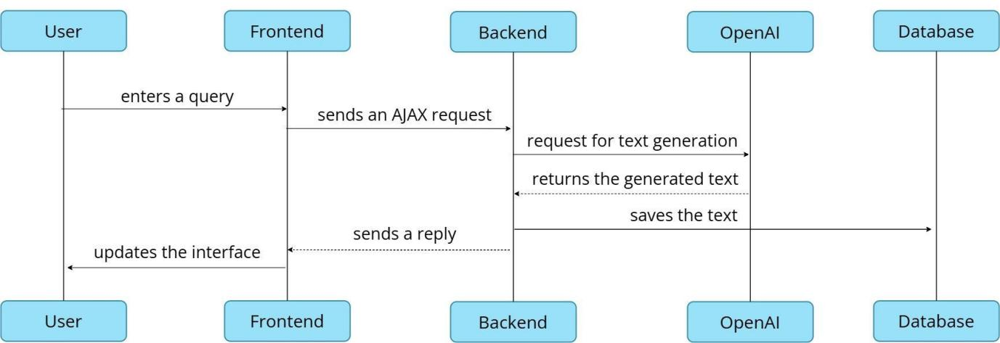 User
Frontend
Backend
OpenAI
Database
enters a query
sends an AJAX request
request for text generation
returns the generated text
saves the text
sends a reply
updates the interface
User
Frontend
Backend
OpenAI
Database